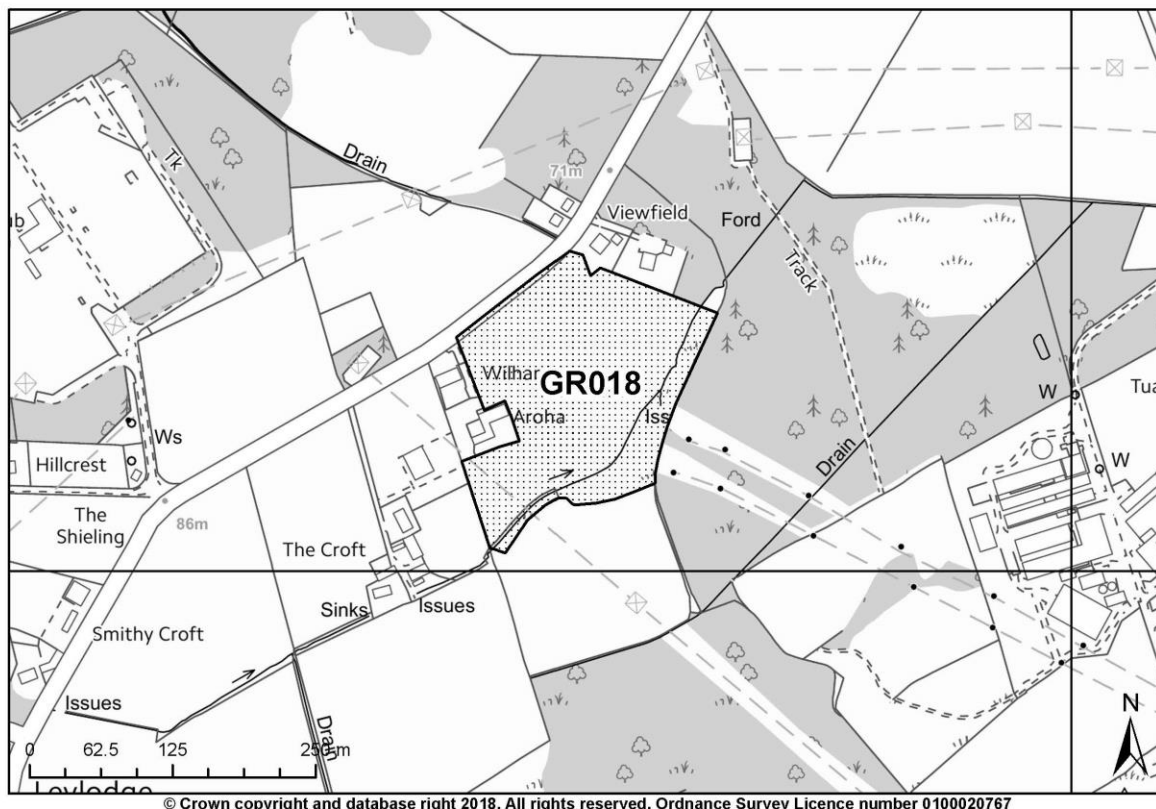 Drain
Tk
71m
Viewfield
Ford
Track
Wilhar
GR018
Aroha
Iss
W
Ws
Hillcrest
W
Drain
The
Shieling
86m
The Croft
Sinks
Issues
Smithy Croft
Issues
Drain
N
0 62.5 125 250 m
© Crown copyright and database right 2018. All rights reserved. Ordnance Survey Licence number 0100020767